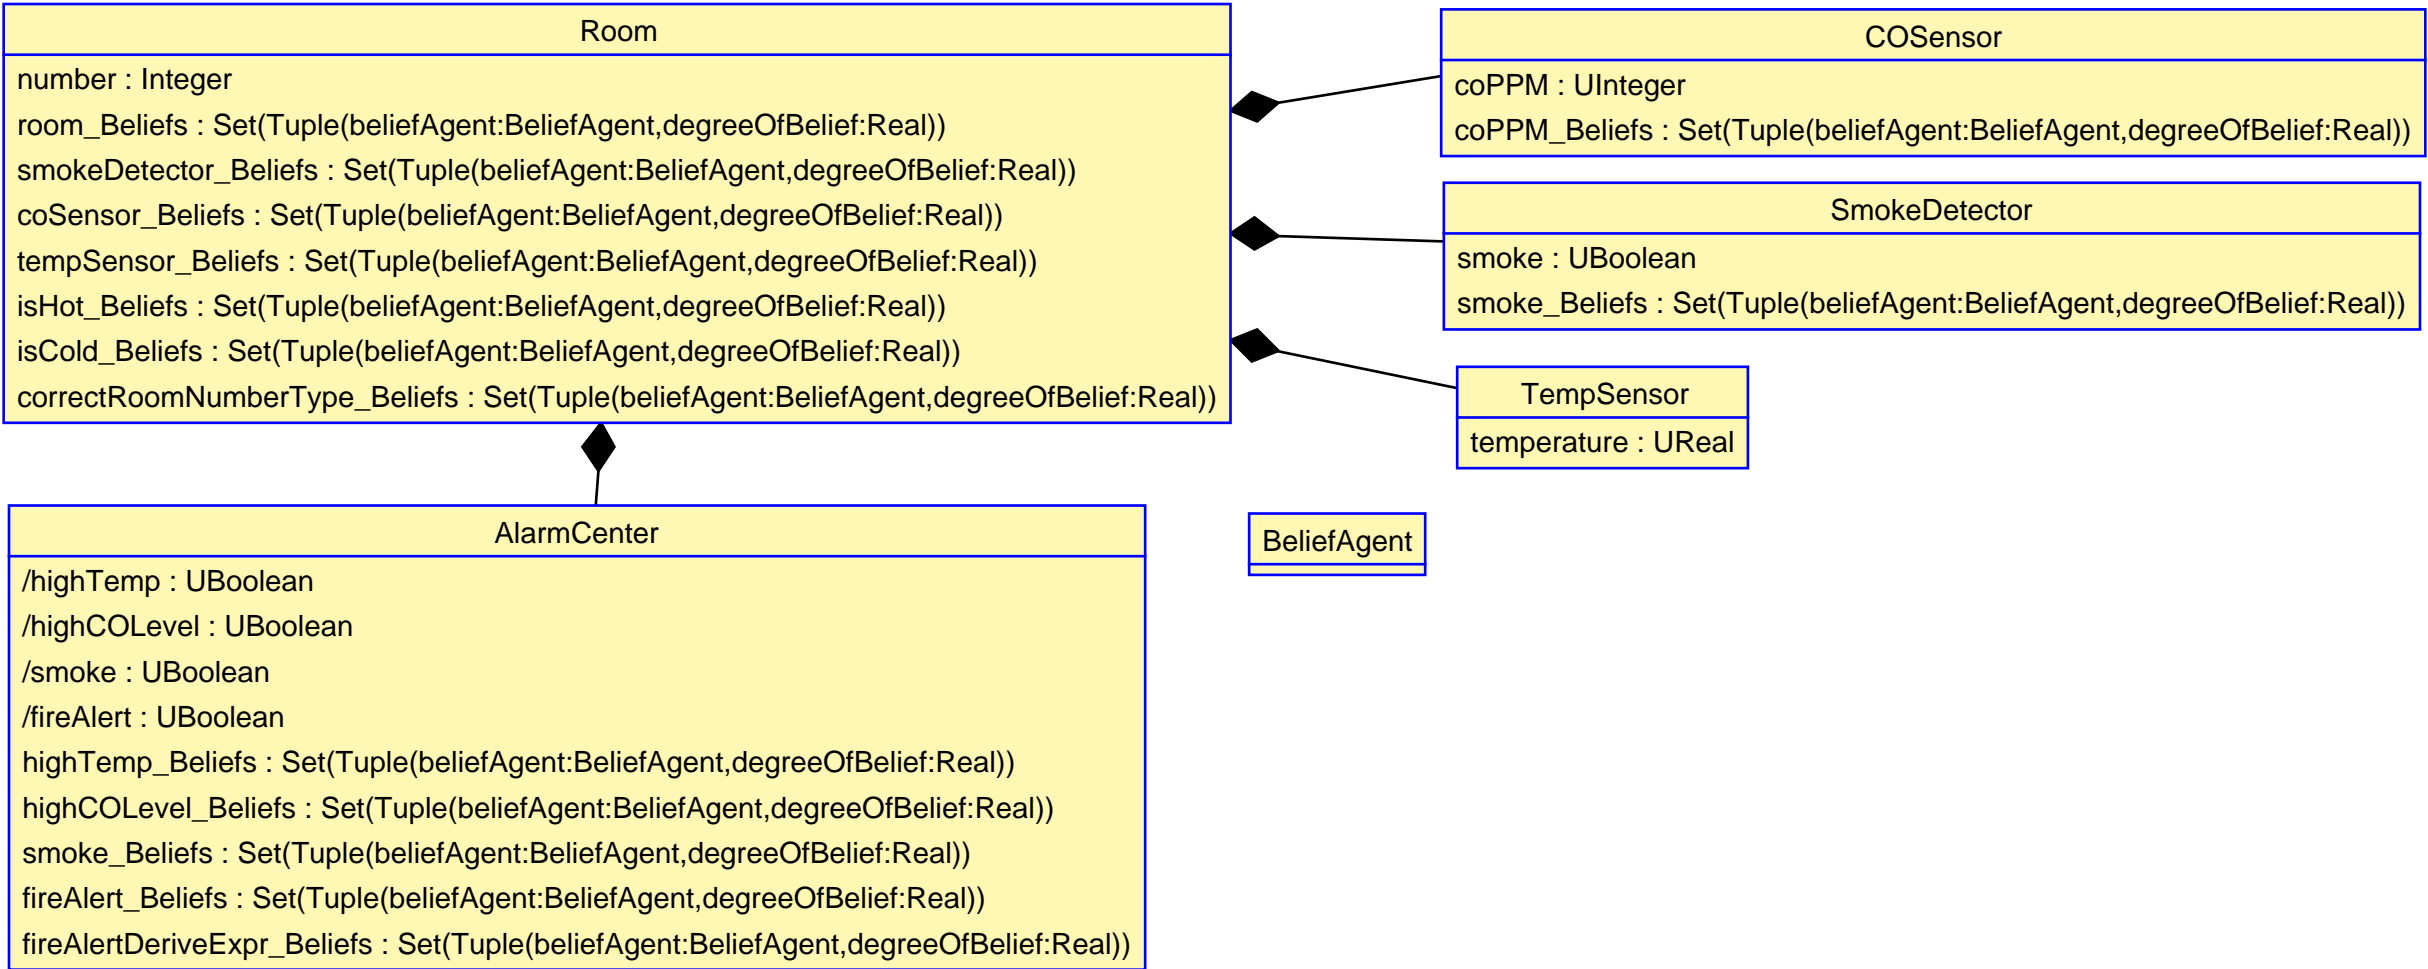 Room
number : Integer
room_Beliefs : Set(Tuple(beliefAgent:BeliefAgent,degreeOfBelief:Real))
smokeDetector_Beliefs : Set(Tuple(beliefAgent:BeliefAgent,degreeOfBelief:Real))
coSensor_Beliefs : Set(Tuple(beliefAgent:BeliefAgent,degreeOfBelief:Real))
tempSensor_Beliefs : Set(Tuple(beliefAgent:BeliefAgent,degreeOfBelief:Real))
isHot_Beliefs : Set(Tuple(beliefAgent:BeliefAgent,degreeOfBelief:Real))
isCold_Beliefs : Set(Tuple(beliefAgent:BeliefAgent,degreeOfBelief:Real))
correctRoomNumberType_Beliefs : Set(Tuple(beliefAgent:BeliefAgent,degreeOfBelief:Real))
COSensor
coPPM : UInteger
coPPM_Beliefs : Set(Tuple(beliefAgent:BeliefAgent,degreeOfBelief:Real))
SmokeDetector
smoke : UBoolean
smoke_Beliefs : Set(Tuple(beliefAgent:BeliefAgent,degreeOfBelief:Real))
TempSensor
temperature : UReal
AlarmCenter
/highTemp : UBoolean
/highCOLevel : UBoolean
/smoke : UBoolean
/fireAlert : UBoolean
highTemp_Beliefs : Set(Tuple(beliefAgent:BeliefAgent,degreeOfBelief:Real))
highCOLevel_Beliefs : Set(Tuple(beliefAgent:BeliefAgent,degreeOfBelief:Real))
smoke_Beliefs : Set(Tuple(beliefAgent:BeliefAgent,degreeOfBelief:Real))
fireAlert_Beliefs : Set(Tuple(beliefAgent:BeliefAgent,degreeOfBelief:Real))
fireAlertDeriveExpr_Beliefs : Set(Tuple(beliefAgent:BeliefAgent,degreeOfBelief:Real))
BeliefAgent